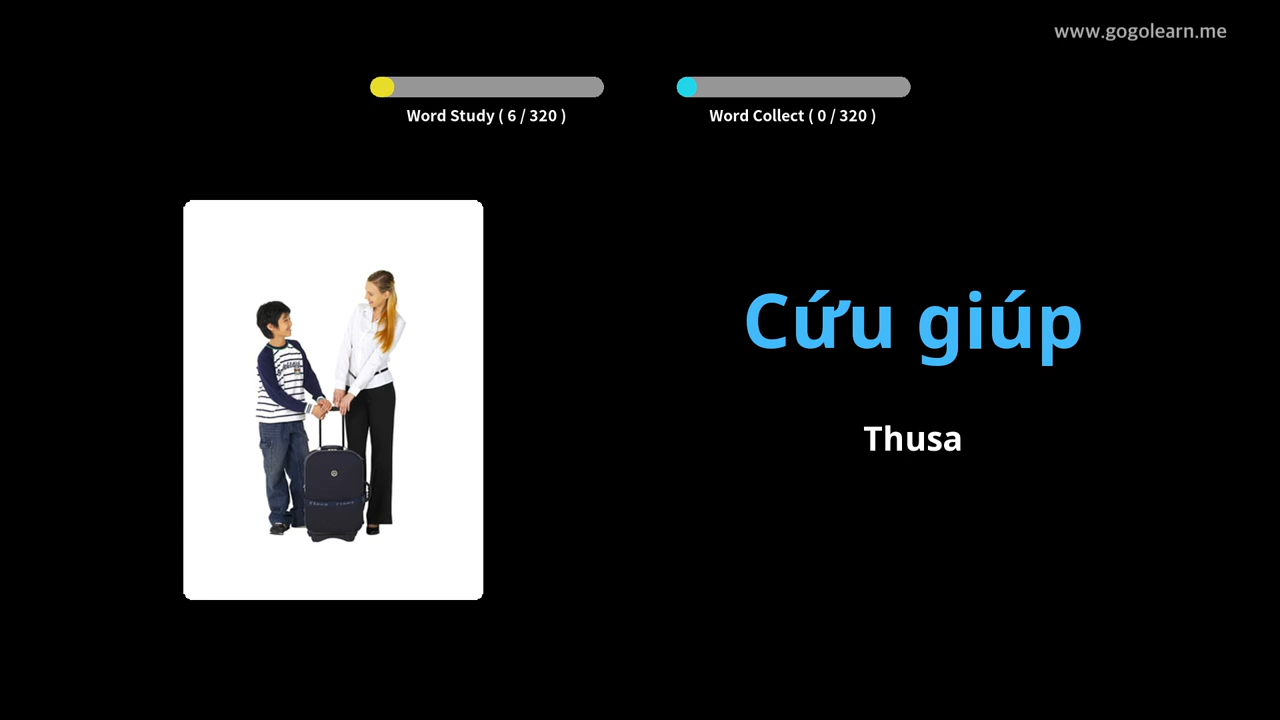 www.gogolearn.me
Word Study ( 6 / 320 )
Word Collect ( 0 / 320 )
Cứu giúp
Thusa